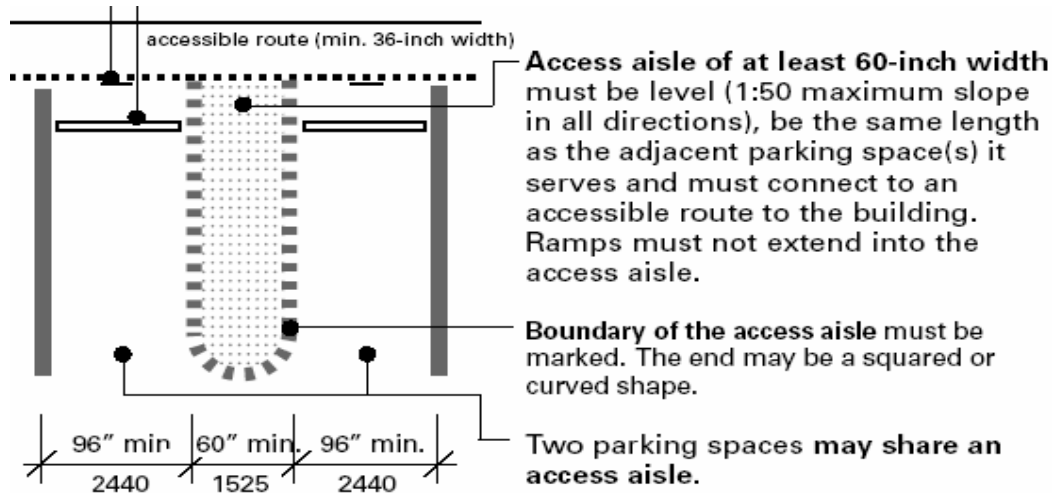 accessible route (min. 36-inch width)
Access aisle of at least 60-inch width
must be level (1:50 maximum slope
in all directions), be the same length
as the adjacent parking space(s) it
serves and must connect to an
accessible route to the building.
Ramps must not extend into the
access aisle.
Boundary of the access aisle must be
marked. The end may be a squared or
curved shape.
Two parking spaces may share an
access aisle.
96” min 60” min. 96” min.
2440 1525 2440